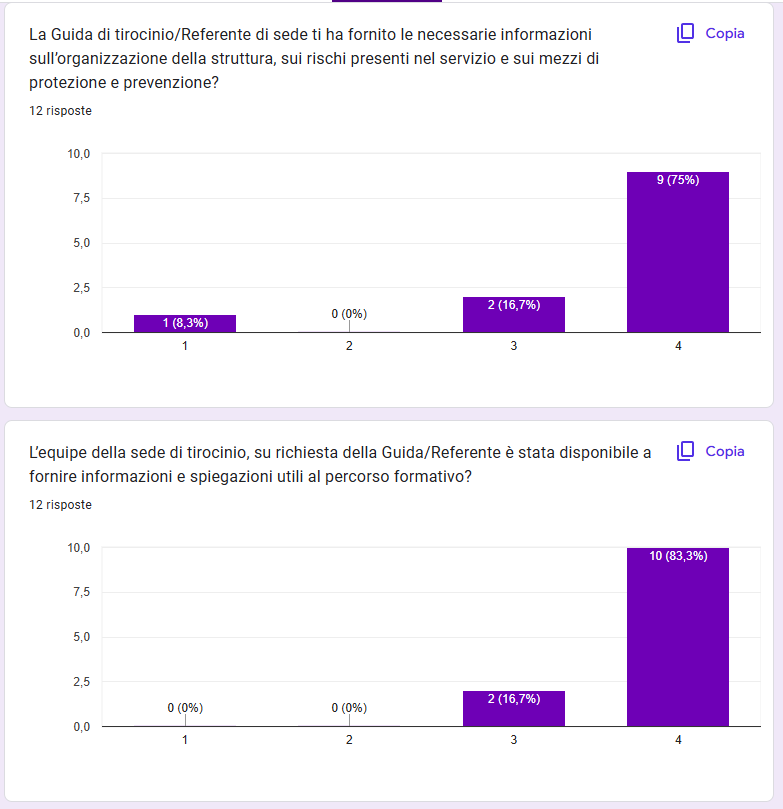 La Guida di tirocinio/Referente di sede ti ha fornito le necessarie informazioni
sull'organizzazione della struttura, sui rischi presenti nel servizio e sui mezzi di
protezione e prevenzione?
Copia
12 risposte
10,0
7,5
5,0
2,5
0,0
1 (8,3%)
0 (0%)
2 (16,7%)
9 (75%)
1
2
3
4
L'equipe della sede di tirocinio, su richiesta della Guida/Referente è stata disponibile a
fornire informazioni e spiegazioni utili al percorso formativo?
Copia
12 risposte
10,0
7,5
5,0
2,5
0,0
0 (0%)
0 (0%)
2 (16,7%)
10 (83,3%)
1
2
3
4